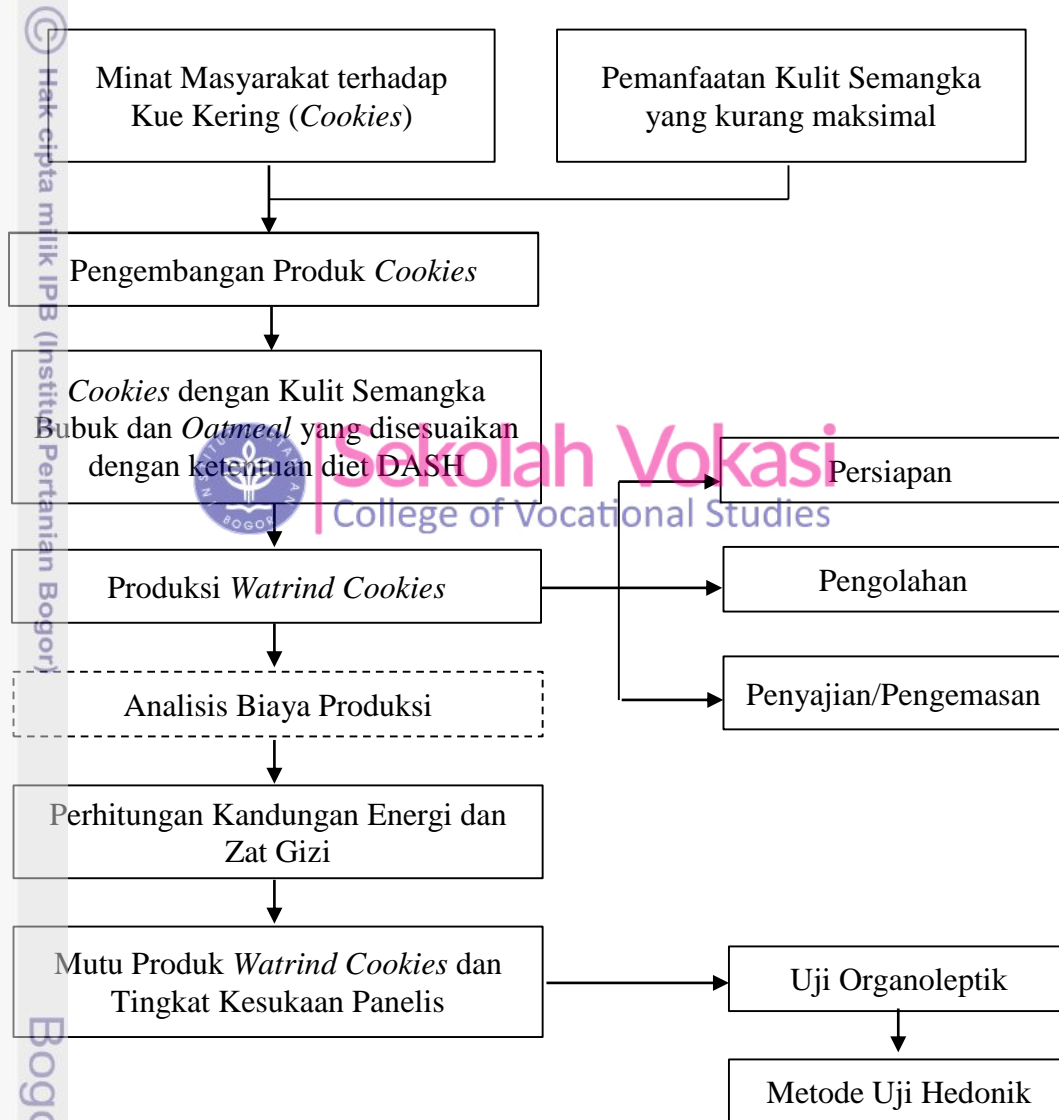 Minat Masyarakat terhadap
Kue Kering (Cookies)
Pemanfaatan Kulit Semangka
yang kurang maksimal
Pengembangan Produk Cookies
Cookies dengan Kulit Semangka
Bubuk dan Oatmeal yang disesuaikan
dengan ketentuan diet DASH
Sekolah Vokasi
College of Vocational Studies
Persiapan
Produksi Watrind Cookies
Pengolahan
Analisis Biaya Produksi
Penyajian/Pengemasan
Perhitungan Kandungan Energi dan
Zat Gizi
Mutu Produk Watrind Cookies dan
Tingkat Kesukaan Panelis
Uji Organoleptik
Metode Uji Hedonik
© Hak cipta milik IPB (Institut Pertanian Bogor)
BOGOR